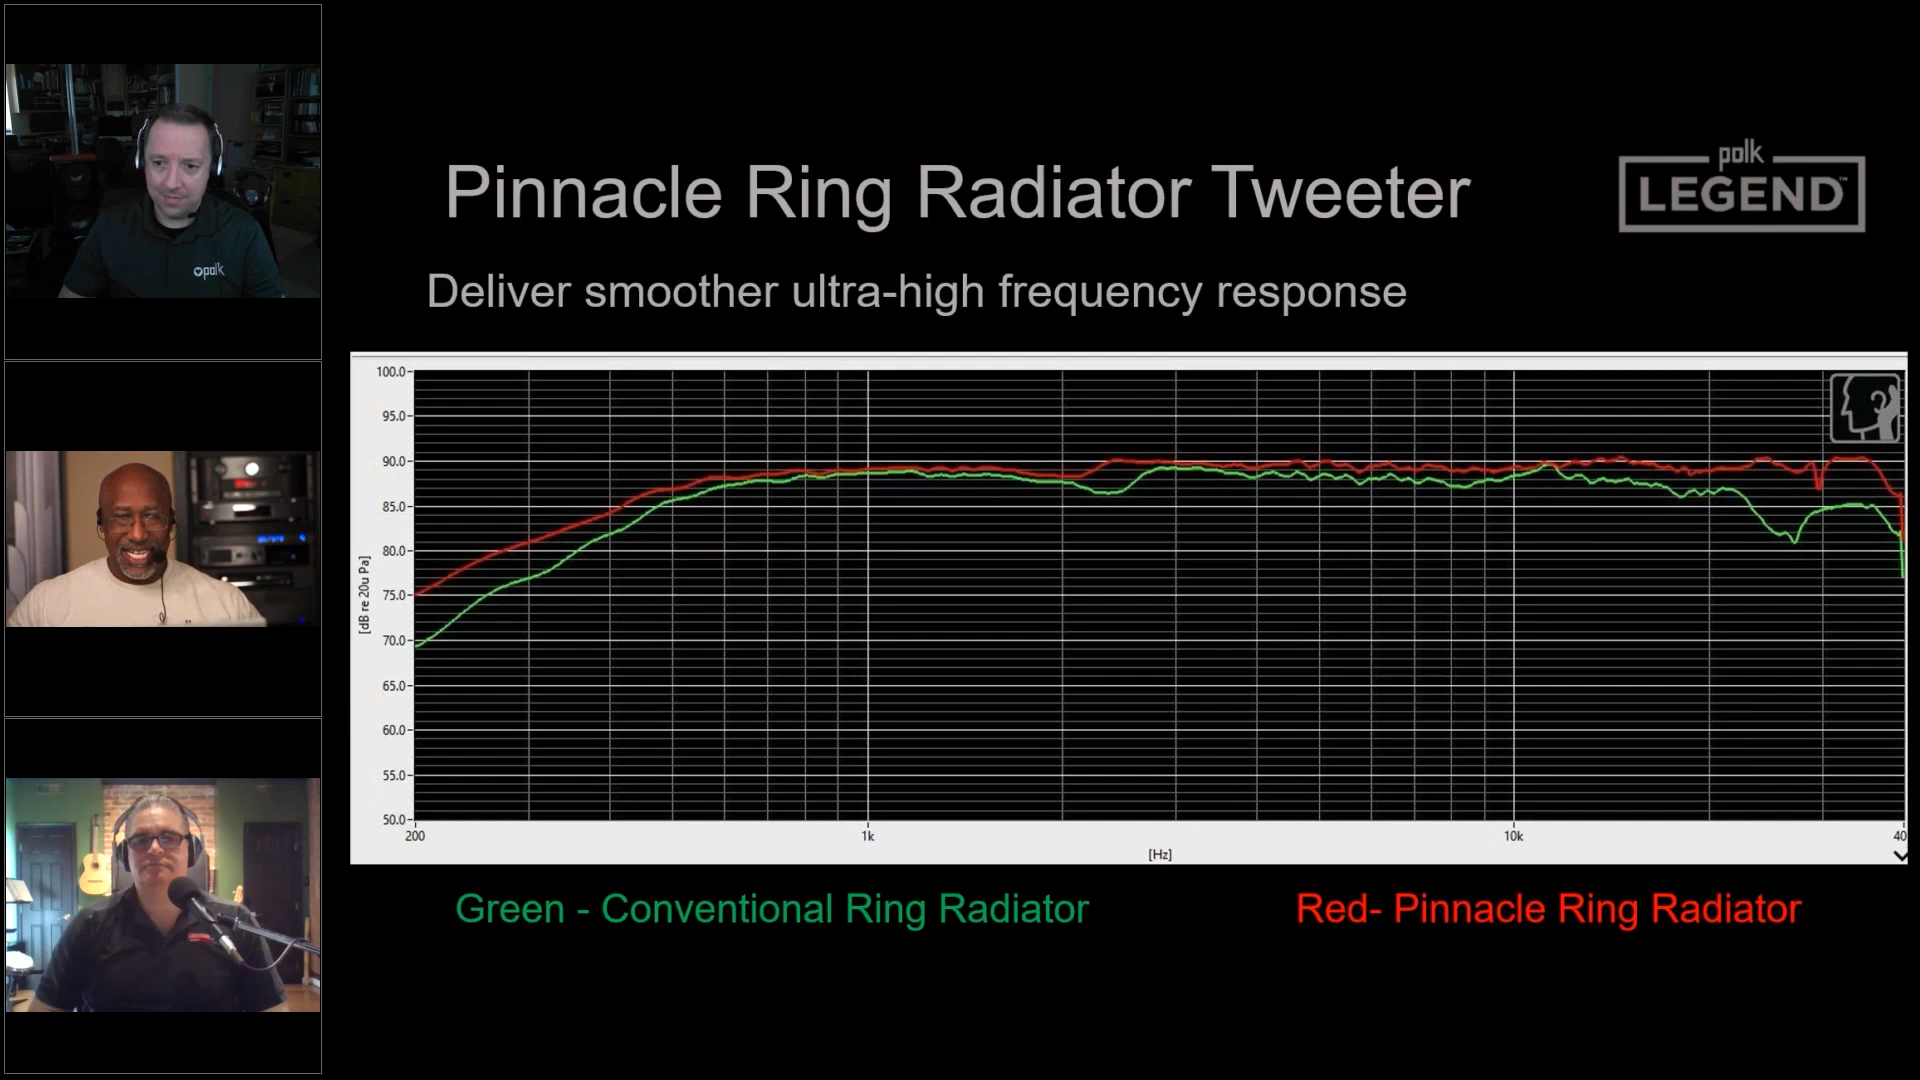 Pinnacle Ring Radiator Tweeter
polk
LEGEND™
Deliver smoother ultra-high frequency response
polk
100.0
95.0
90.0
85.0
80.0
75.0
70.0
65.0
60.0
55.0
50.0
[dB re 20u Pa]
200
1k
10k
40
[Hz]
Green - Conventional Ring Radiator
Red- Pinnacle Ring Radiator